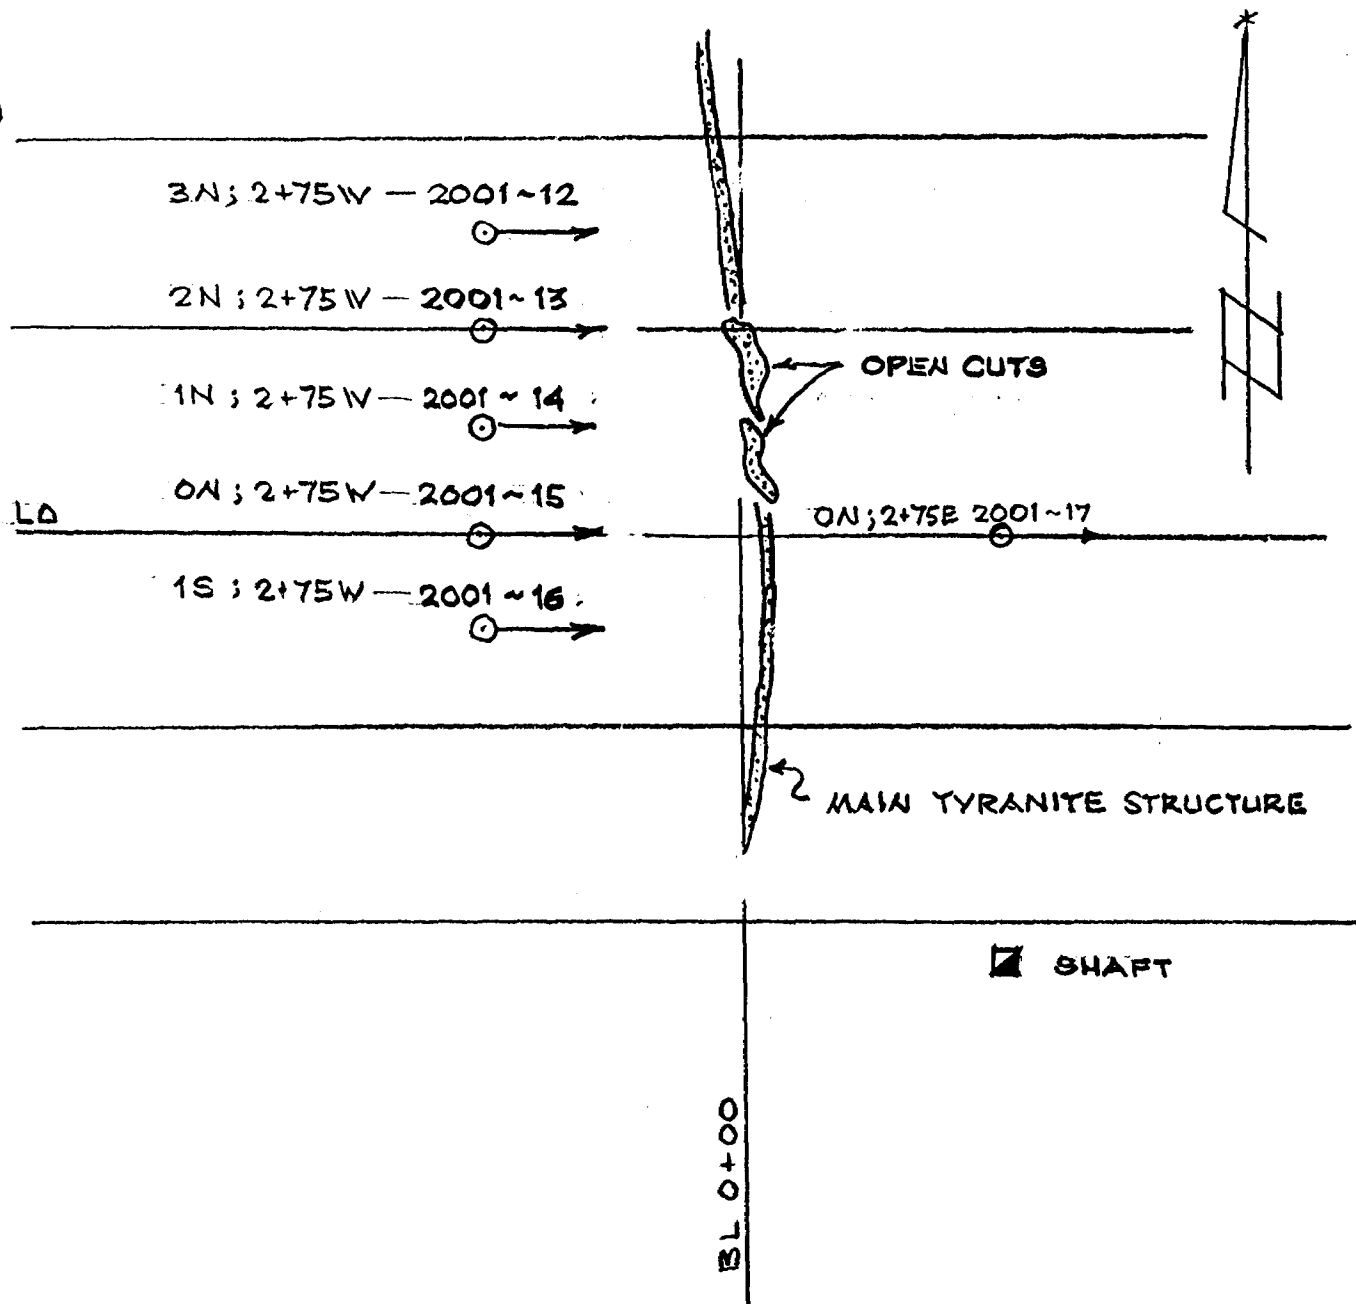 3N; 2+75W — 2001~12
2N; 2+75W — 2001~13
OPEN CUTS
1N; 2+75W — 2001~14
0N; 2+75W — 2001~15
L0
0N; 2+75E 2001~17
1S; 2+75W — 2001~16
MAIN TYRANITE STRUCTURE
SHAFT
BL 0+00